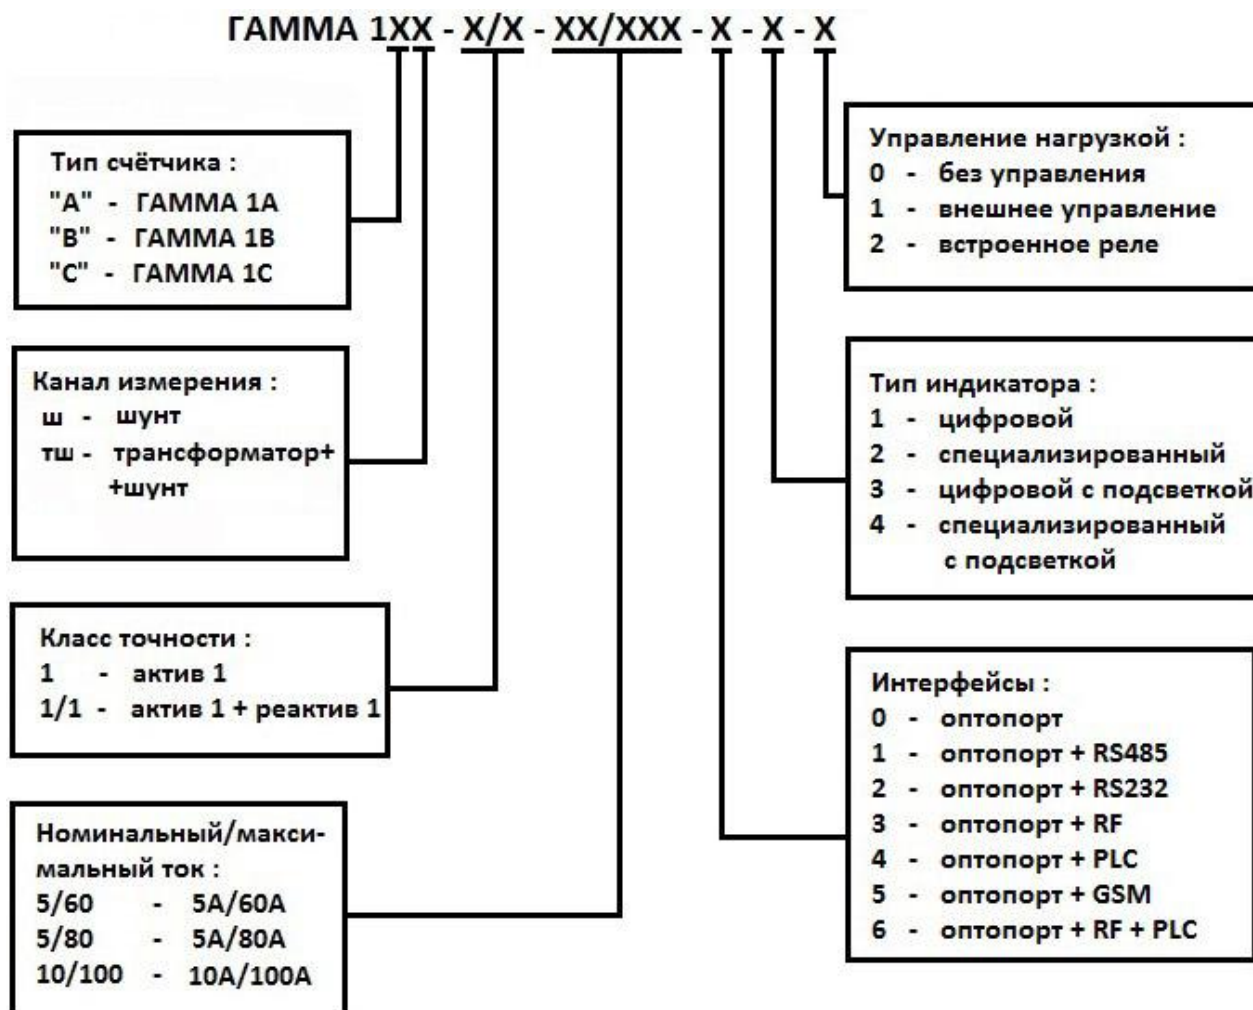 ГАММА 1XX - X/X - XX/XXX - X - X - X
Тип счётчика :
"А" - ГАММА 1А
"В" - ГАММА 1В
"С" - ГАММА 1С
Канал измерения :
ш - шунт
тш - трансформатор+
+шунт
Класс точности :
1 - актив 1
1/1 - актив 1 + реактив 1
Номинальный/макси-
мальный ток :
5/60 - 5А/60А
5/80 - 5А/80А
10/100 - 10А/100А
Управление нагрузкой :
0 - без управления
1 - внешнее управление
2 - встроенное реле
Тип индикатора :
1 - цифровой
2 - специализированный
3 - цифровой с подсветкой
4 - специализированный
с подсветкой
Интерфейсы :
0 - оптопорт
1 - оптопорт + RS485
2 - оптопорт + RS232
3 - оптопорт + RF
4 - оптопорт + PLC
5 - оптопорт + GSM
6 - оптопорт + RF + PLC